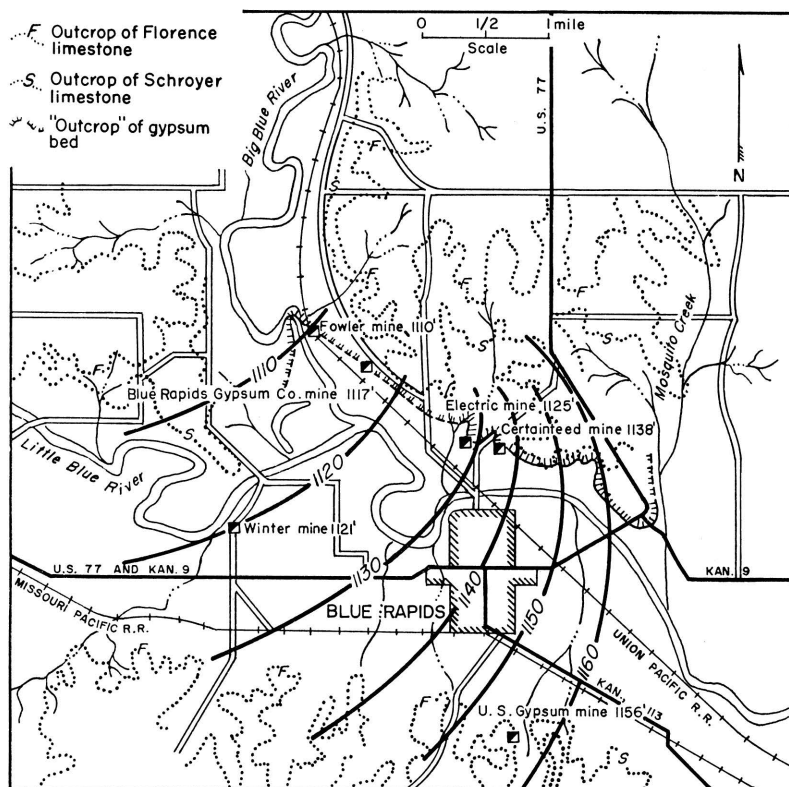 F Outcrop of Florence
limestone
S Outcrop of Schroyer
limestone
"Outcrop" of gypsum
bed
0 1/2 1 mile
Scale
Big Blue River
U.S. 77
N
F
S
F
F
S
S
Mosquito Creek
Fowler mine 1110'
1110
Blue Rapids Gypsum Co. mine 1117'
F
S
Electric mine 1125'
Certainteed mine 1138'
Little Blue River
1120
Winter mine 1121'
1130
U.S. 77 AND KAN. 9
KAN. 9
MISSOURI PACIFIC R.R.
BLUE RAPIDS
1140
1150
1160
UNION PACIFIC R.R.
KAN. 113
F
F
F
U.S. Gypsum mine 1156'
S